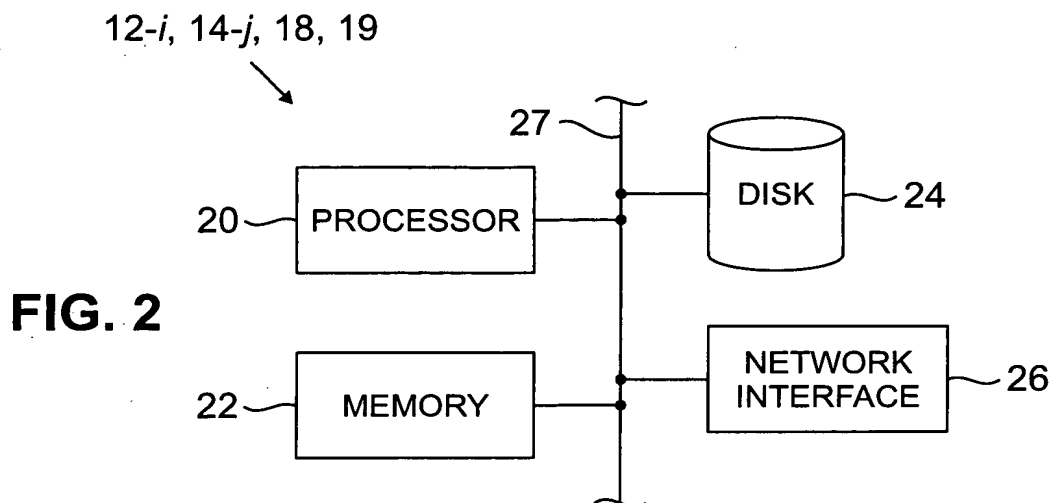 12-i, 14-j, 18, 19
27
DISK
24
20
PROCESSOR
FIG. 2
NETWORK
INTERFACE
26
22
MEMORY